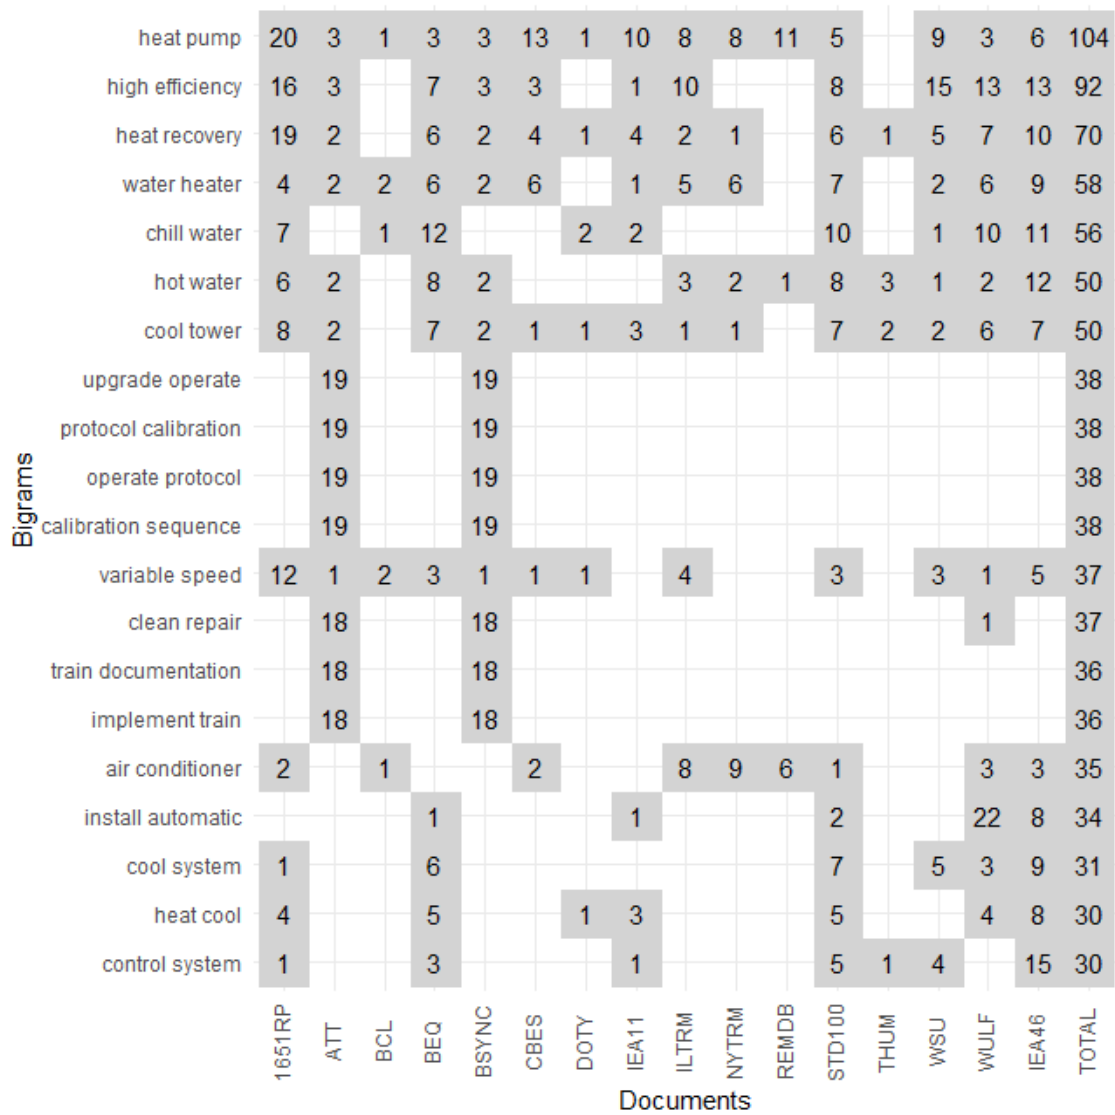 heat pump 20 3 1 3 3 13 1 10 8 8 11 5 9 3 6 104
high efficiency 16 3 7 3 3 1 10 8 15 13 13 92
heat recovery 19 2 6 2 4 1 4 2 1 6 1 5 7 10 70
water heater 4 2 2 6 2 6 1 5 6 7 2 6 9 58
chill water 7 1 12 2 2 10 1 10 11 56
hot water 6 2 8 2 3 2 1 8 3 1 2 12 50
cool tower 8 2 7 2 1 1 3 1 1 7 2 2 6 7 50
upgrade operate 19 19 38
protocol calibration 19 19 38
operate protocol 19 19 38
calibration sequence 19 19 38
variable speed 12 1 2 3 1 1 1 4 3 3 1 5 37
clean repair 18 18 1 37
train documentation 18 18 36
implement train 18 18 36
air conditioner 2 1 2 8 9 6 1 3 3 35
install automatic 1 1 2 22 8 34
cool system 1 6 7 5 3 9 31
heat cool 4 5 1 3 5 4 8 30
control system 1 3 1 5 1 4 15 30
Bigrams
1651RP ATT BCL BEQ BSYNC CBES DOTY IEA11 ILTRM NYTRM REMDB STD100 THUM WSU WULF IEA46 TOTAL
Documents